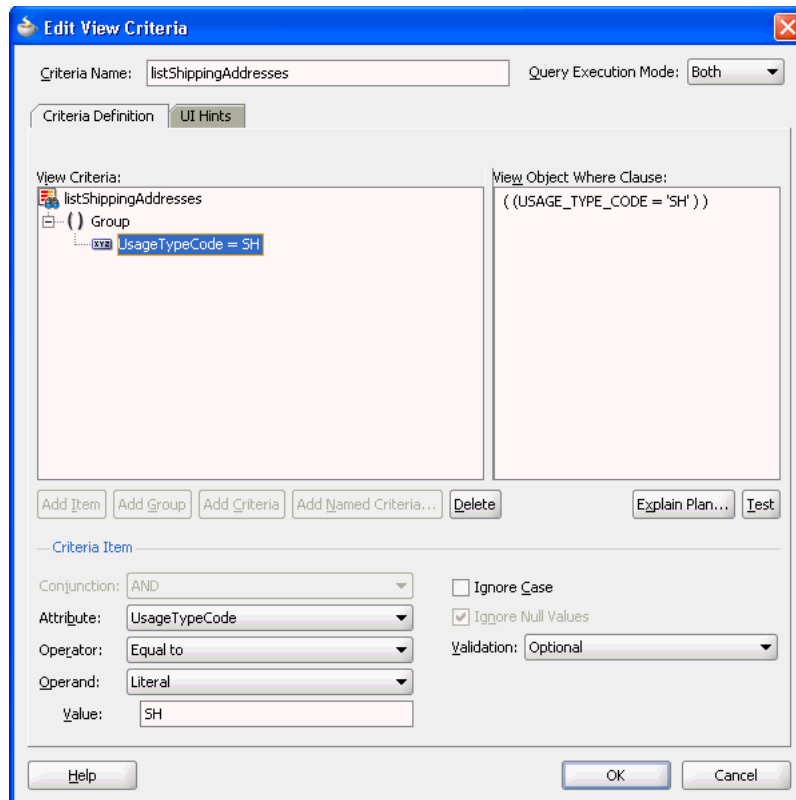 Edit View Criteria
Criteria Name: listShippingAddresses Query Execution Mode: Both
Criteria Definition UI Hints
View Criteria: View Object Where Clause:
listShippingAddresses ( (USAGE_TYPE_CODE = 'SH' ) )
( ) Group
XYZ UsageTypeCode = SH
Add Item Add Group Add Criteria Add Named Criteria... Delete Explain Plan... Test
Criteria Item
Conjunction: AND Ignore Case
Attribute: UsageTypeCode Ignore Null Values
Operator: Equal to Validation: Optional
Operand: Literal
Value: SH
Help OK Cancel